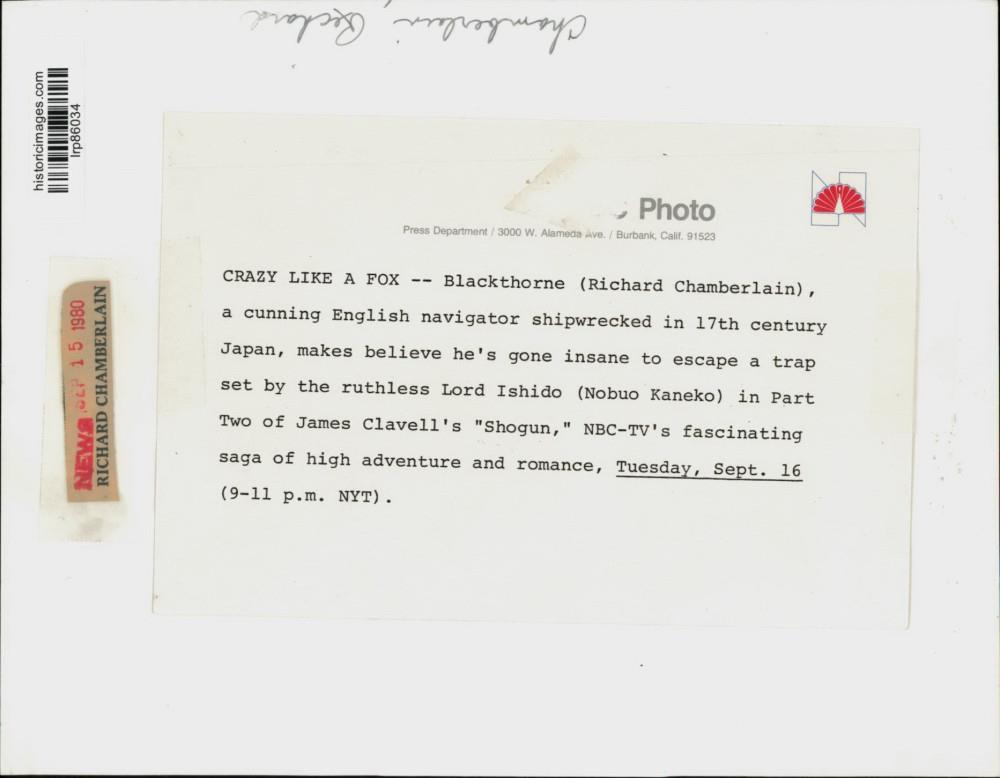 Chamberlain, Richard
historicimages.com
lrp86034
Photo
Press Department / 3000 W. Alameda Ave. / Burbank, Calif. 91523
CRAZY LIKE A FOX -- Blackthorne (Richard Chamberlain),
a cunning English navigator shipwrecked in 17th century
Japan, makes believe he's gone insane to escape a trap
set by the ruthless Lord Ishido (Nobuo Kaneko) in Part
Two of James Clavell's "Shogun," NBC-TV's fascinating
saga of high adventure and romance, Tuesday, Sept. 16
(9-11 p.m. NYT).
NEWS SEP 15 1980
RICHARD CHAMBERLAIN